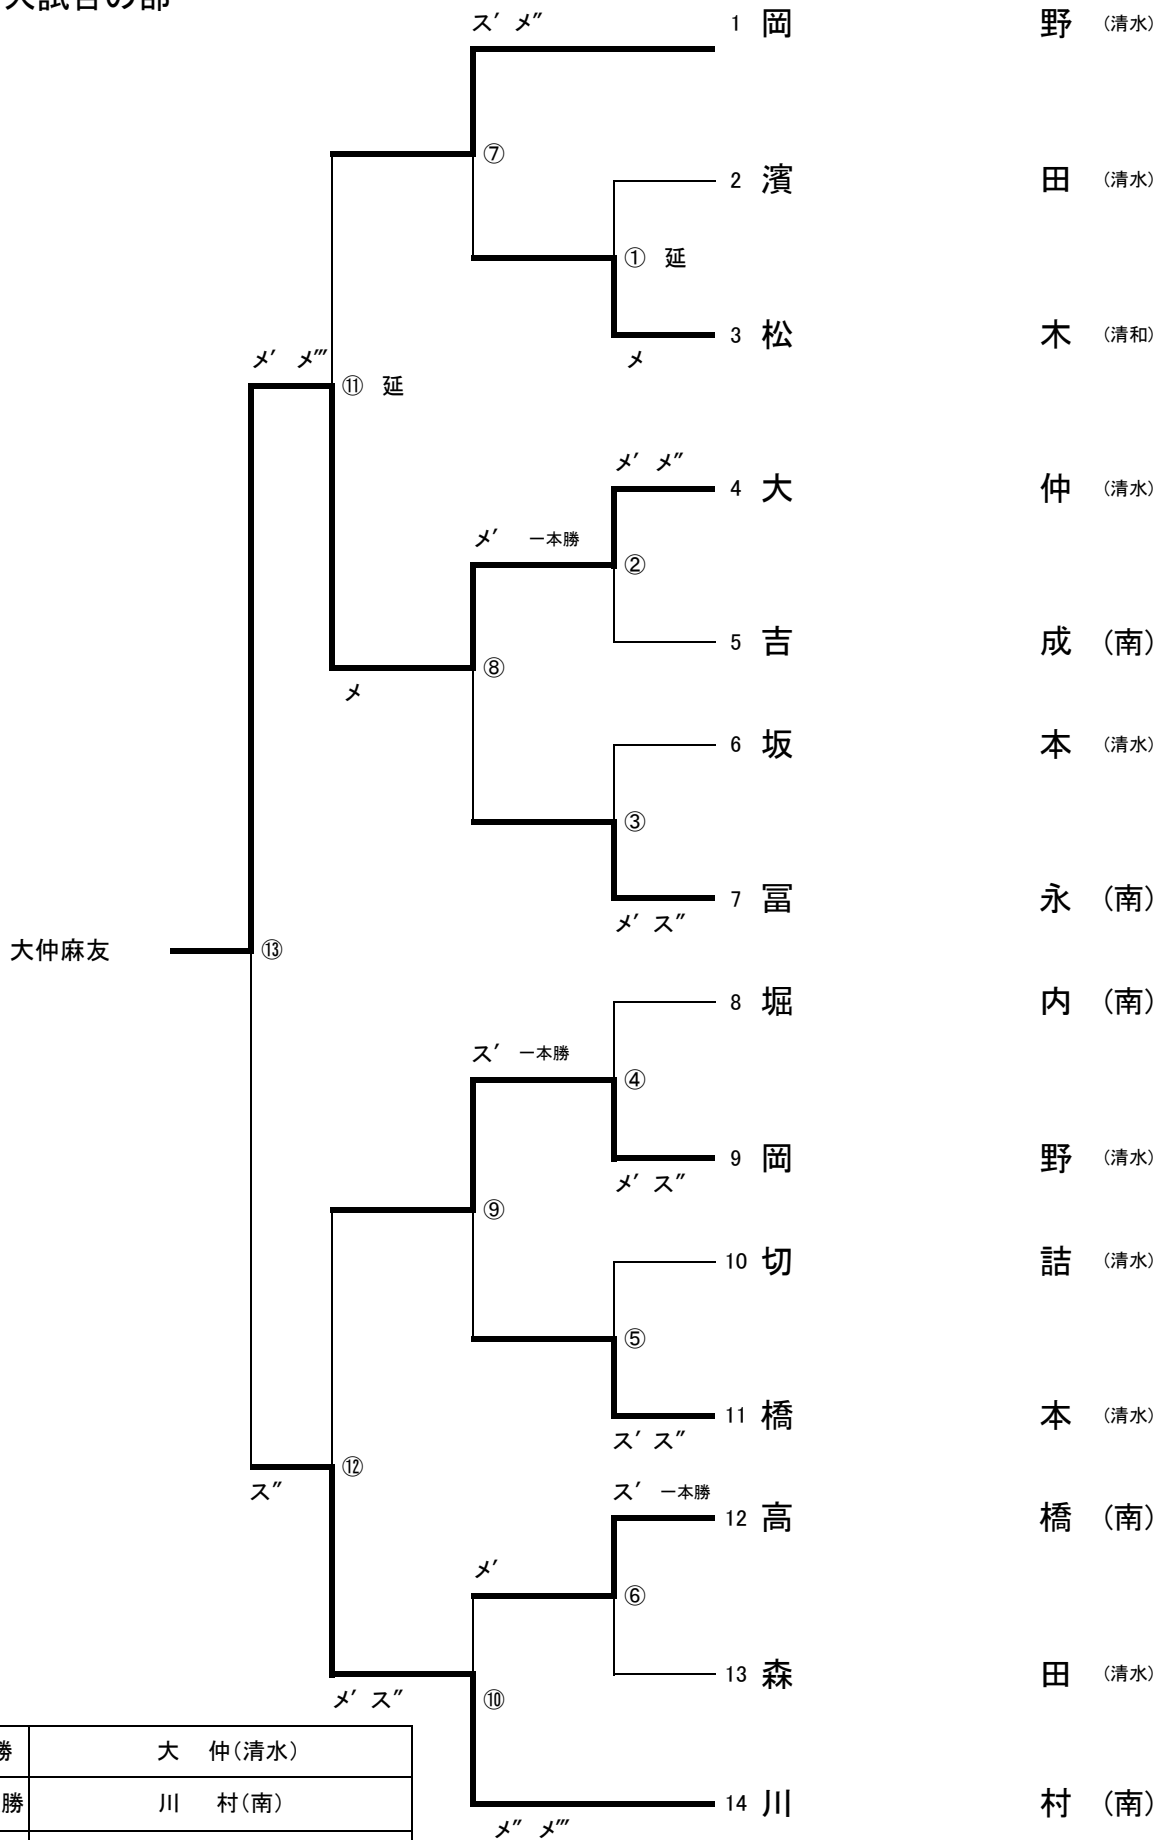 人試合の部
ス′ メ″
1 岡 野 (清水)
⑦
2 濱 田 (清水)
① 延
3 松 木 (清和)
メ
メ′ メ‴
⑪ 延
メ′ メ″
4 大 仲 (清水)
メ′ 一本勝
②
5 吉 成 (南)
⑧
メ
6 坂 本 (清水)
③
7 冨 永 (南)
メ′ ス″
大仲麻友
⑬
8 堀 内 (南)
ス′ 一本勝
④
9 岡 野 (清水)
メ′ ス″
⑨
10 切 詰 (清水)
⑤
11 橋 本 (清水)
ス′ ス″
⑫
ス″
ス′ 一本勝
12 高 橋 (南)
メ′
⑥
13 森 田 (清水)
メ′ ス″
⑩
勝 大 仲(清水)
勝 川 村(南)
14 川 村 (南)
メ″ メ‴